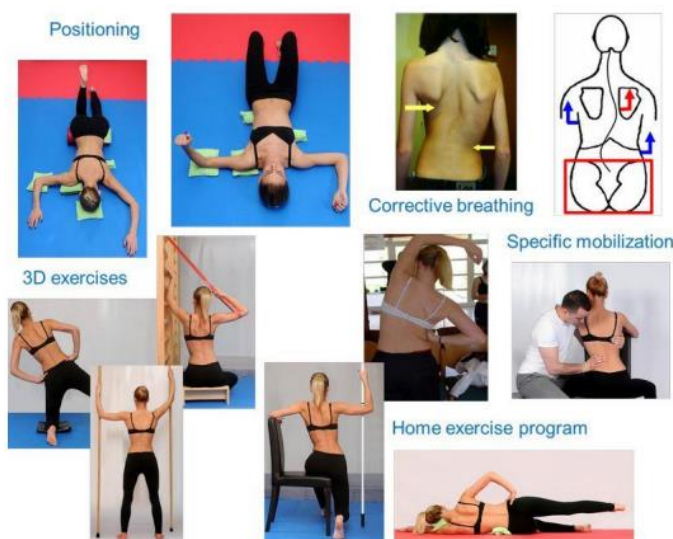 Positioning
Corrective breathing
3D exercises
Specific mobilization
Home exercise program